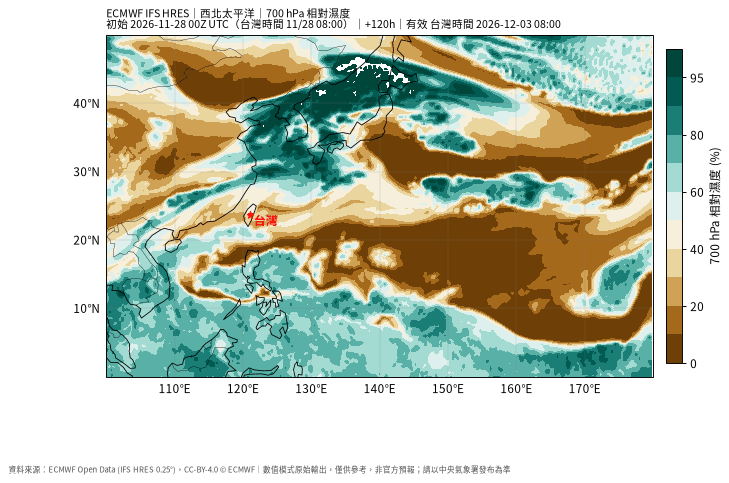 ECMWF IFS HRES｜西北太平洋｜700 hPa 相對濕度
初始 2026-11-28 00Z UTC（台灣時間 11/28 08:00）｜+120h｜有效 台灣時間 2026-12-03 08:00
40°N
30°N
20°N
10°N
台灣
110°E 120°E 130°E 140°E 150°E 160°E 170°E
95
80
60
40
20
0
700 hPa 相對濕度 (%)
資料來源：ECMWF Open Data (IFS HRES 0.25°)，CC-BY-4.0 © ECMWF｜數值模式原始輸出，僅供參考，非官方預報；請以中央氣象署發布為準